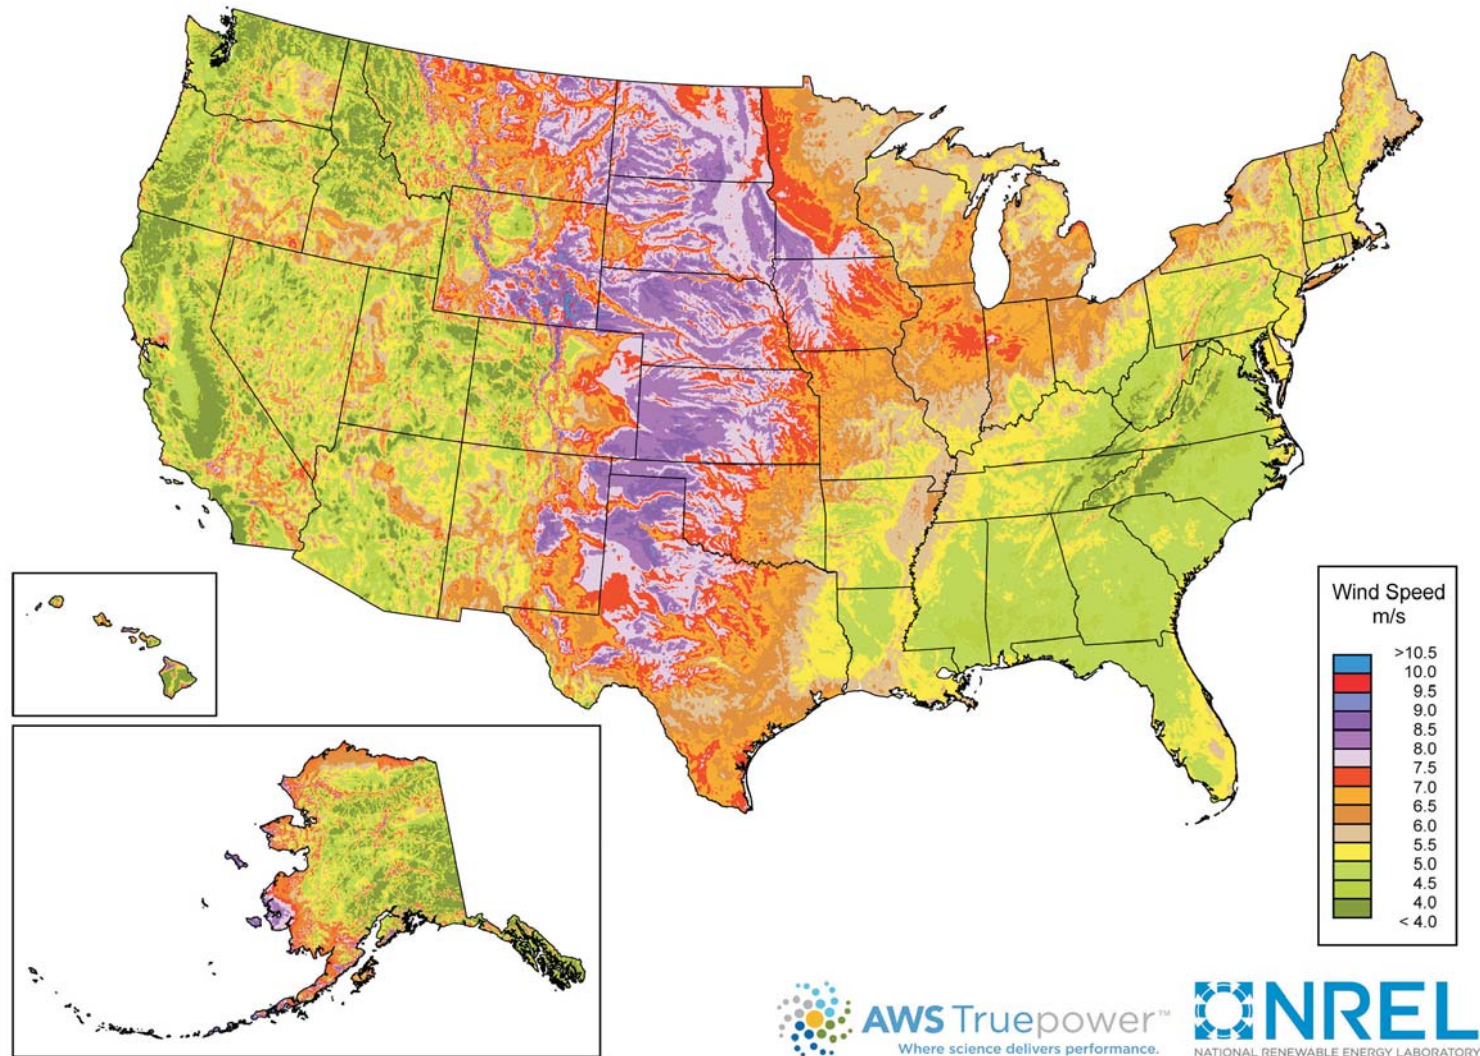 Wind Speed
m/s
>10.5
10.0
9.5
9.0
8.5
8.0
7.5
7.0
6.5
6.0
5.5
5.0
4.5
4.0
< 4.0
AWS Truepower™
Where science delivers performance.
NREL
NATIONAL RENEWABLE ENERGY LABORATORY